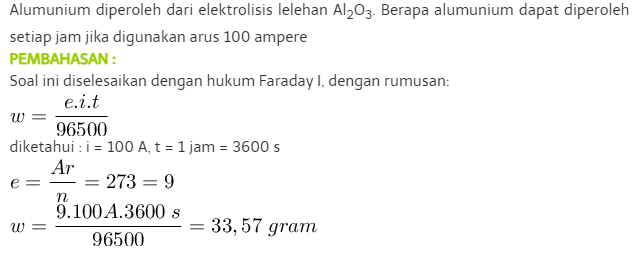 Alumunium diperoleh dari elektrolisis lelehan Al₂O₃. Berapa alumunium dapat diperoleh
setiap jam jika digunakan arus 100 ampere
PEMBAHASAN :
Soal ini diselesaikan dengan hukum Faraday I, dengan rumusan:
w = e.i.t / 96500
diketahui : i = 100 A, t = 1 jam = 3600 s
e = Ar / n = 273 = 9
w = 9.100A.3600 s / 96500 = 33, 57 gram